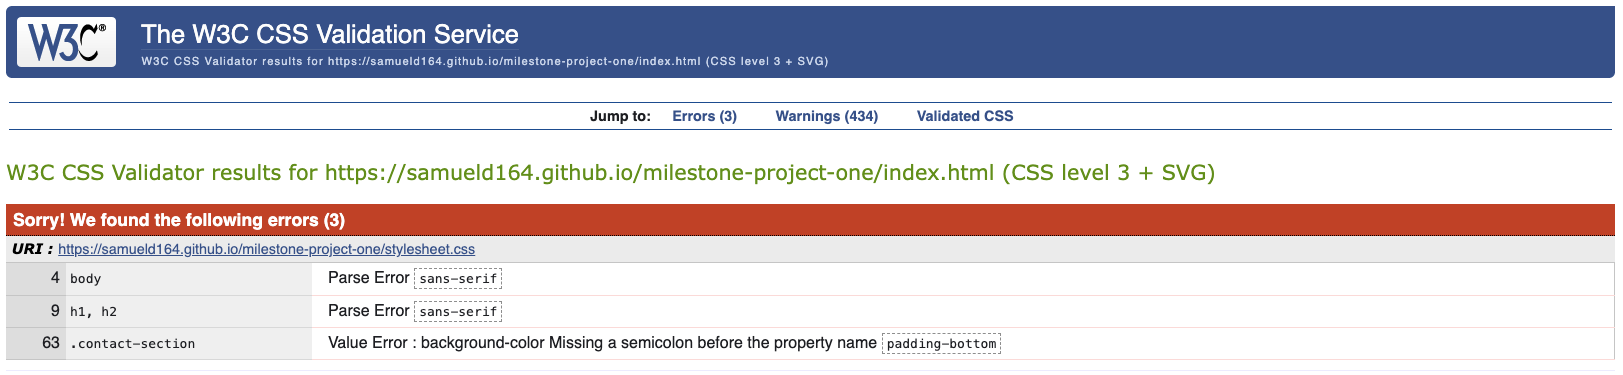 W3C® The W3C CSS Validation Service
W3C CSS Validator results for https://samueld164.github.io/milestone-project-one/index.html (CSS level 3 + SVG)
Jump to: Errors (3) Warnings (434) Validated CSS
W3C CSS Validator results for https://samueld164.github.io/milestone-project-one/index.html (CSS level 3 + SVG)
Sorry! We found the following errors (3)
URI : https://samueld164.github.io/milestone-project-one/stylesheet.css
4 body Parse Error sans-serif
9 h1, h2 Parse Error sans-serif
63 .contact-section Value Error : background-color Missing a semicolon before the property name padding-bottom